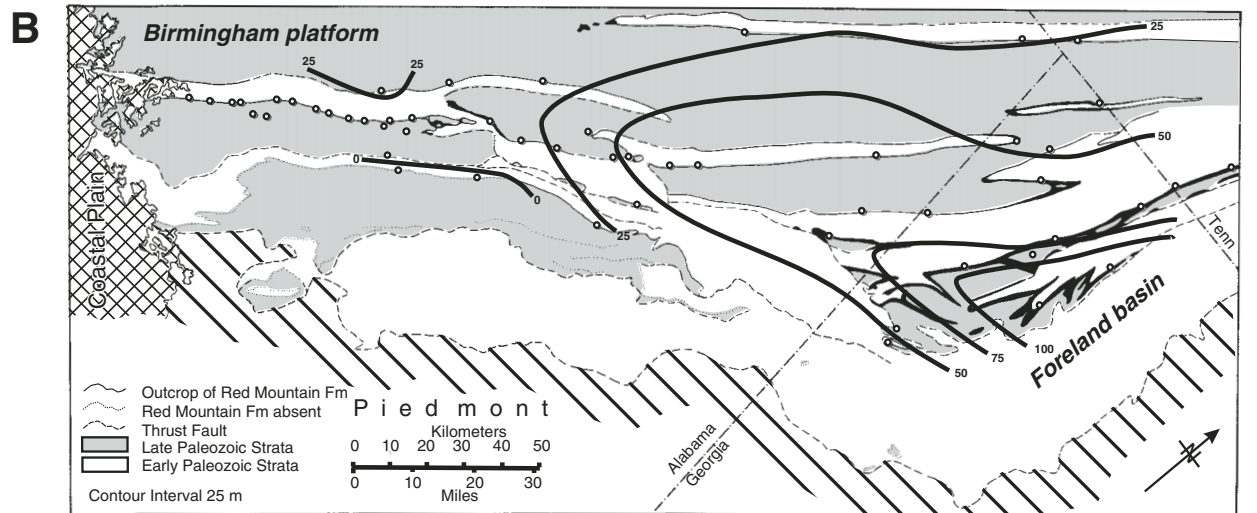 B
Birmingham platform
25
25
25
50
Coastal Plain
0
0
25
Tenn
50
75
100
Foreland basin
Outcrop of Red Mountain Fm
Red Mountain Fm absent
Thrust Fault
Late Paleozoic Strata
Early Paleozoic Strata
Contour Interval 25 m
Piedmont
Kilometers
0 10 20 30 40 50
0 10 20 30
Miles
Alabama
Georgia
N